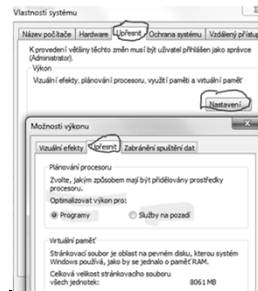 Vlastnosti systému
Název počítače Hardware Upřesnit Ochrana systému Vzdálený přístup
K provedení většiny těchto změn musí být uživatel přihlášen jako správce
(Administrator).
Výkon
Vizuální efekty, plánování procesoru, využití paměti a virtuální paměť
Nastavení
Možnosti výkonu
Vizuální efekty Upřesnit Zabránění spuštění dat
Plánování procesoru
Zvolte, jakým způsobem mají být přidělovány prostředky
procesoru.
Optimalizovat výkon pro:
Programy Služby na pozadí
Virtuální paměť
Stránkovací soubor je oblast na pevném disku, kterou systém
Windows používá, jako by se jednalo o paměť RAM.
Celková velikost stránkovacího souboru
všech jednotek: 8061 MB